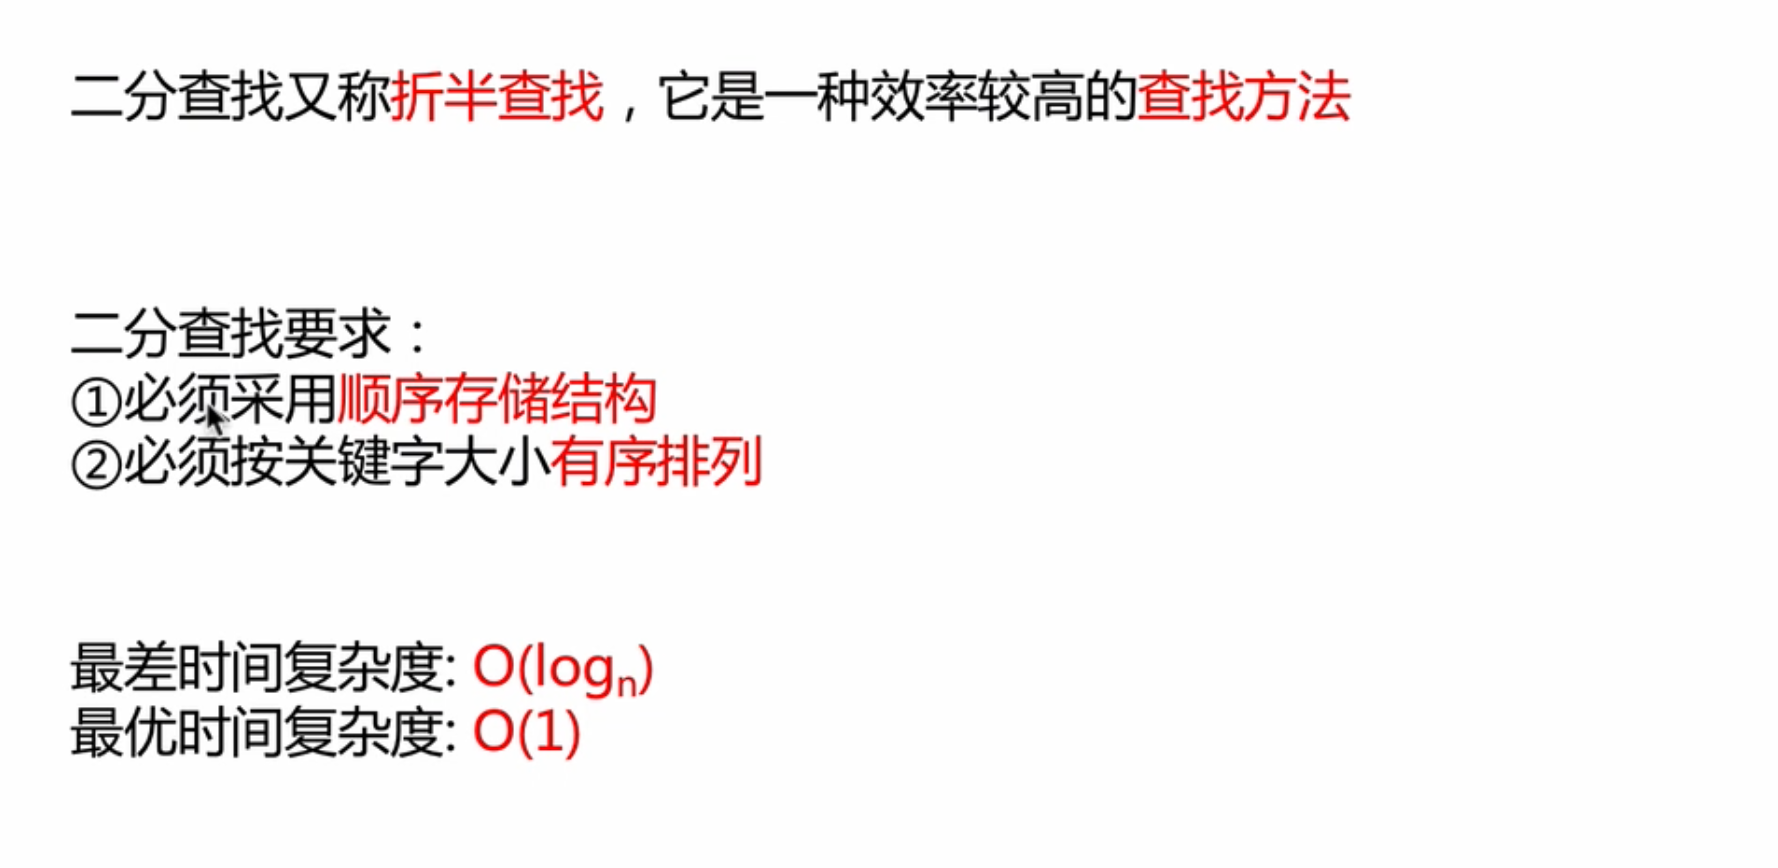 二分查找又称折半查找，它是一种效率较高的查找方法
二分查找要求：
①必须采用顺序存储结构
②必须按关键字大小有序排列
最差时间复杂度: O(logₙ)
最优时间复杂度: O(1)